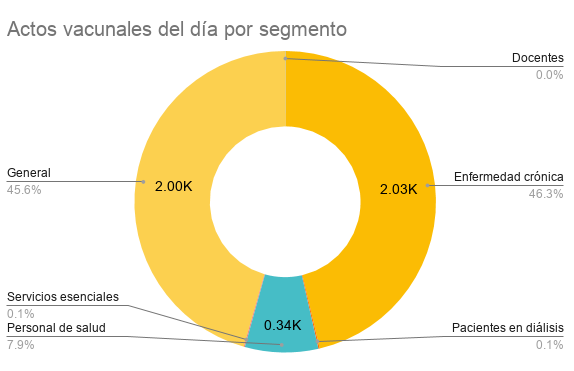 Actos vacunales del día por segmento
Docentes
0.0%
General
45.6%
2.00K
2.03K
Enfermedad crónica
46.3%
Servicios esenciales
0.1%
Personal de salud
7.9%
0.34K
Pacientes en diálisis
0.1%